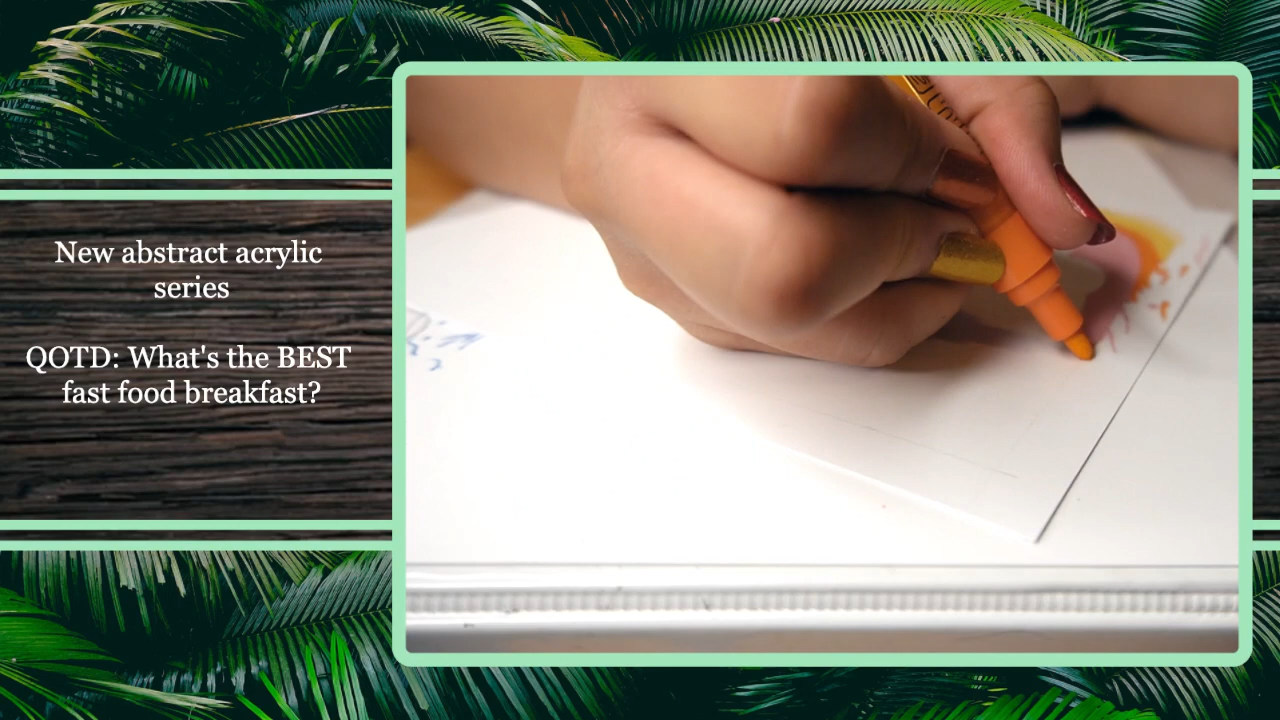 New abstract acrylic
series
QOTD: What's the BEST
fast food breakfast?